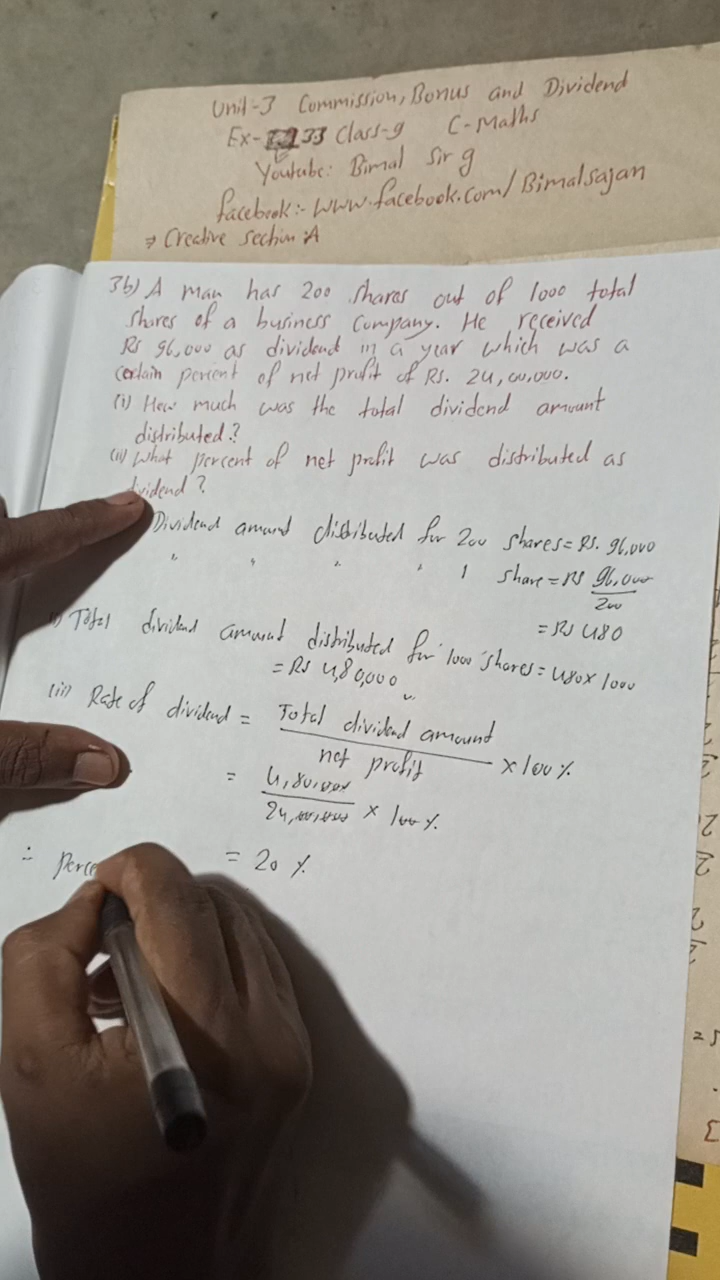 Unit-3 Commission, Bonus and Dividend
Ex- 33 Class-9 C-Maths
Youtube: Bimal Sir g
facebook:- www.facebook.com/Bimalsajan
⇒ Creative section:A
3b) A man has 200 shares out of 1000 total
shares of a business company. He received
Rs 96,000 as dividend in a year which was a
certain percent of net profit of Rs. 24,00,000.
(i) How much was the total dividend amount
distributed?
(ii) What percent of net profit was distributed as
dividend?
Dividend amount distributed for 200 shares = Rs. 96,000
" " " " 1 share = Rs 96,000
200
= Rs 480
i) Total dividend amount distributed for 1000 shares = 480 x 1000
= Rs 4,80,000
(ii) Rate of dividend = Total dividend amount
net profit x 100 %
= 4,80,000
24,00,000 x 100 %
= 20 %
∴ perce